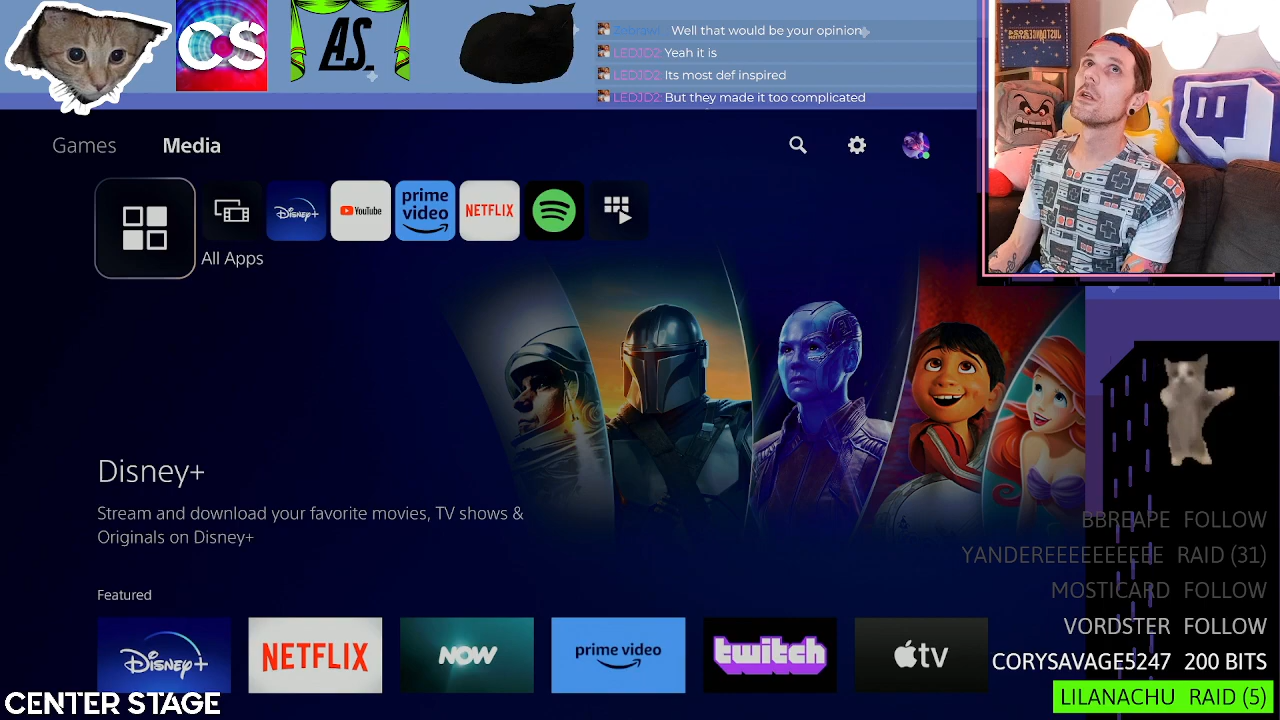 CS
AS.
Zobrawl: Well that would be your opinion
LEDJD2: Yeah it is
LEDJD2: Its most def inspired
LEDJD2: But they made it too complicated
Games
Media
Disney+
YouTube
prime video
NETFLIX
All Apps
Disney+
Stream and download your favorite movies, TV shows &
Originals on Disney+
Featured
Disney+
NETFLIX
NOW
prime video
twitch
tv
CENTER STAGE
BBREAPE FOLLOW
YANDEREEEEEEEEEE RAID (31)
MOSTICARD FOLLOW
VORDSTER FOLLOW
CORYSAVAGE5247 200 BITS
LILANACHU RAID (5)